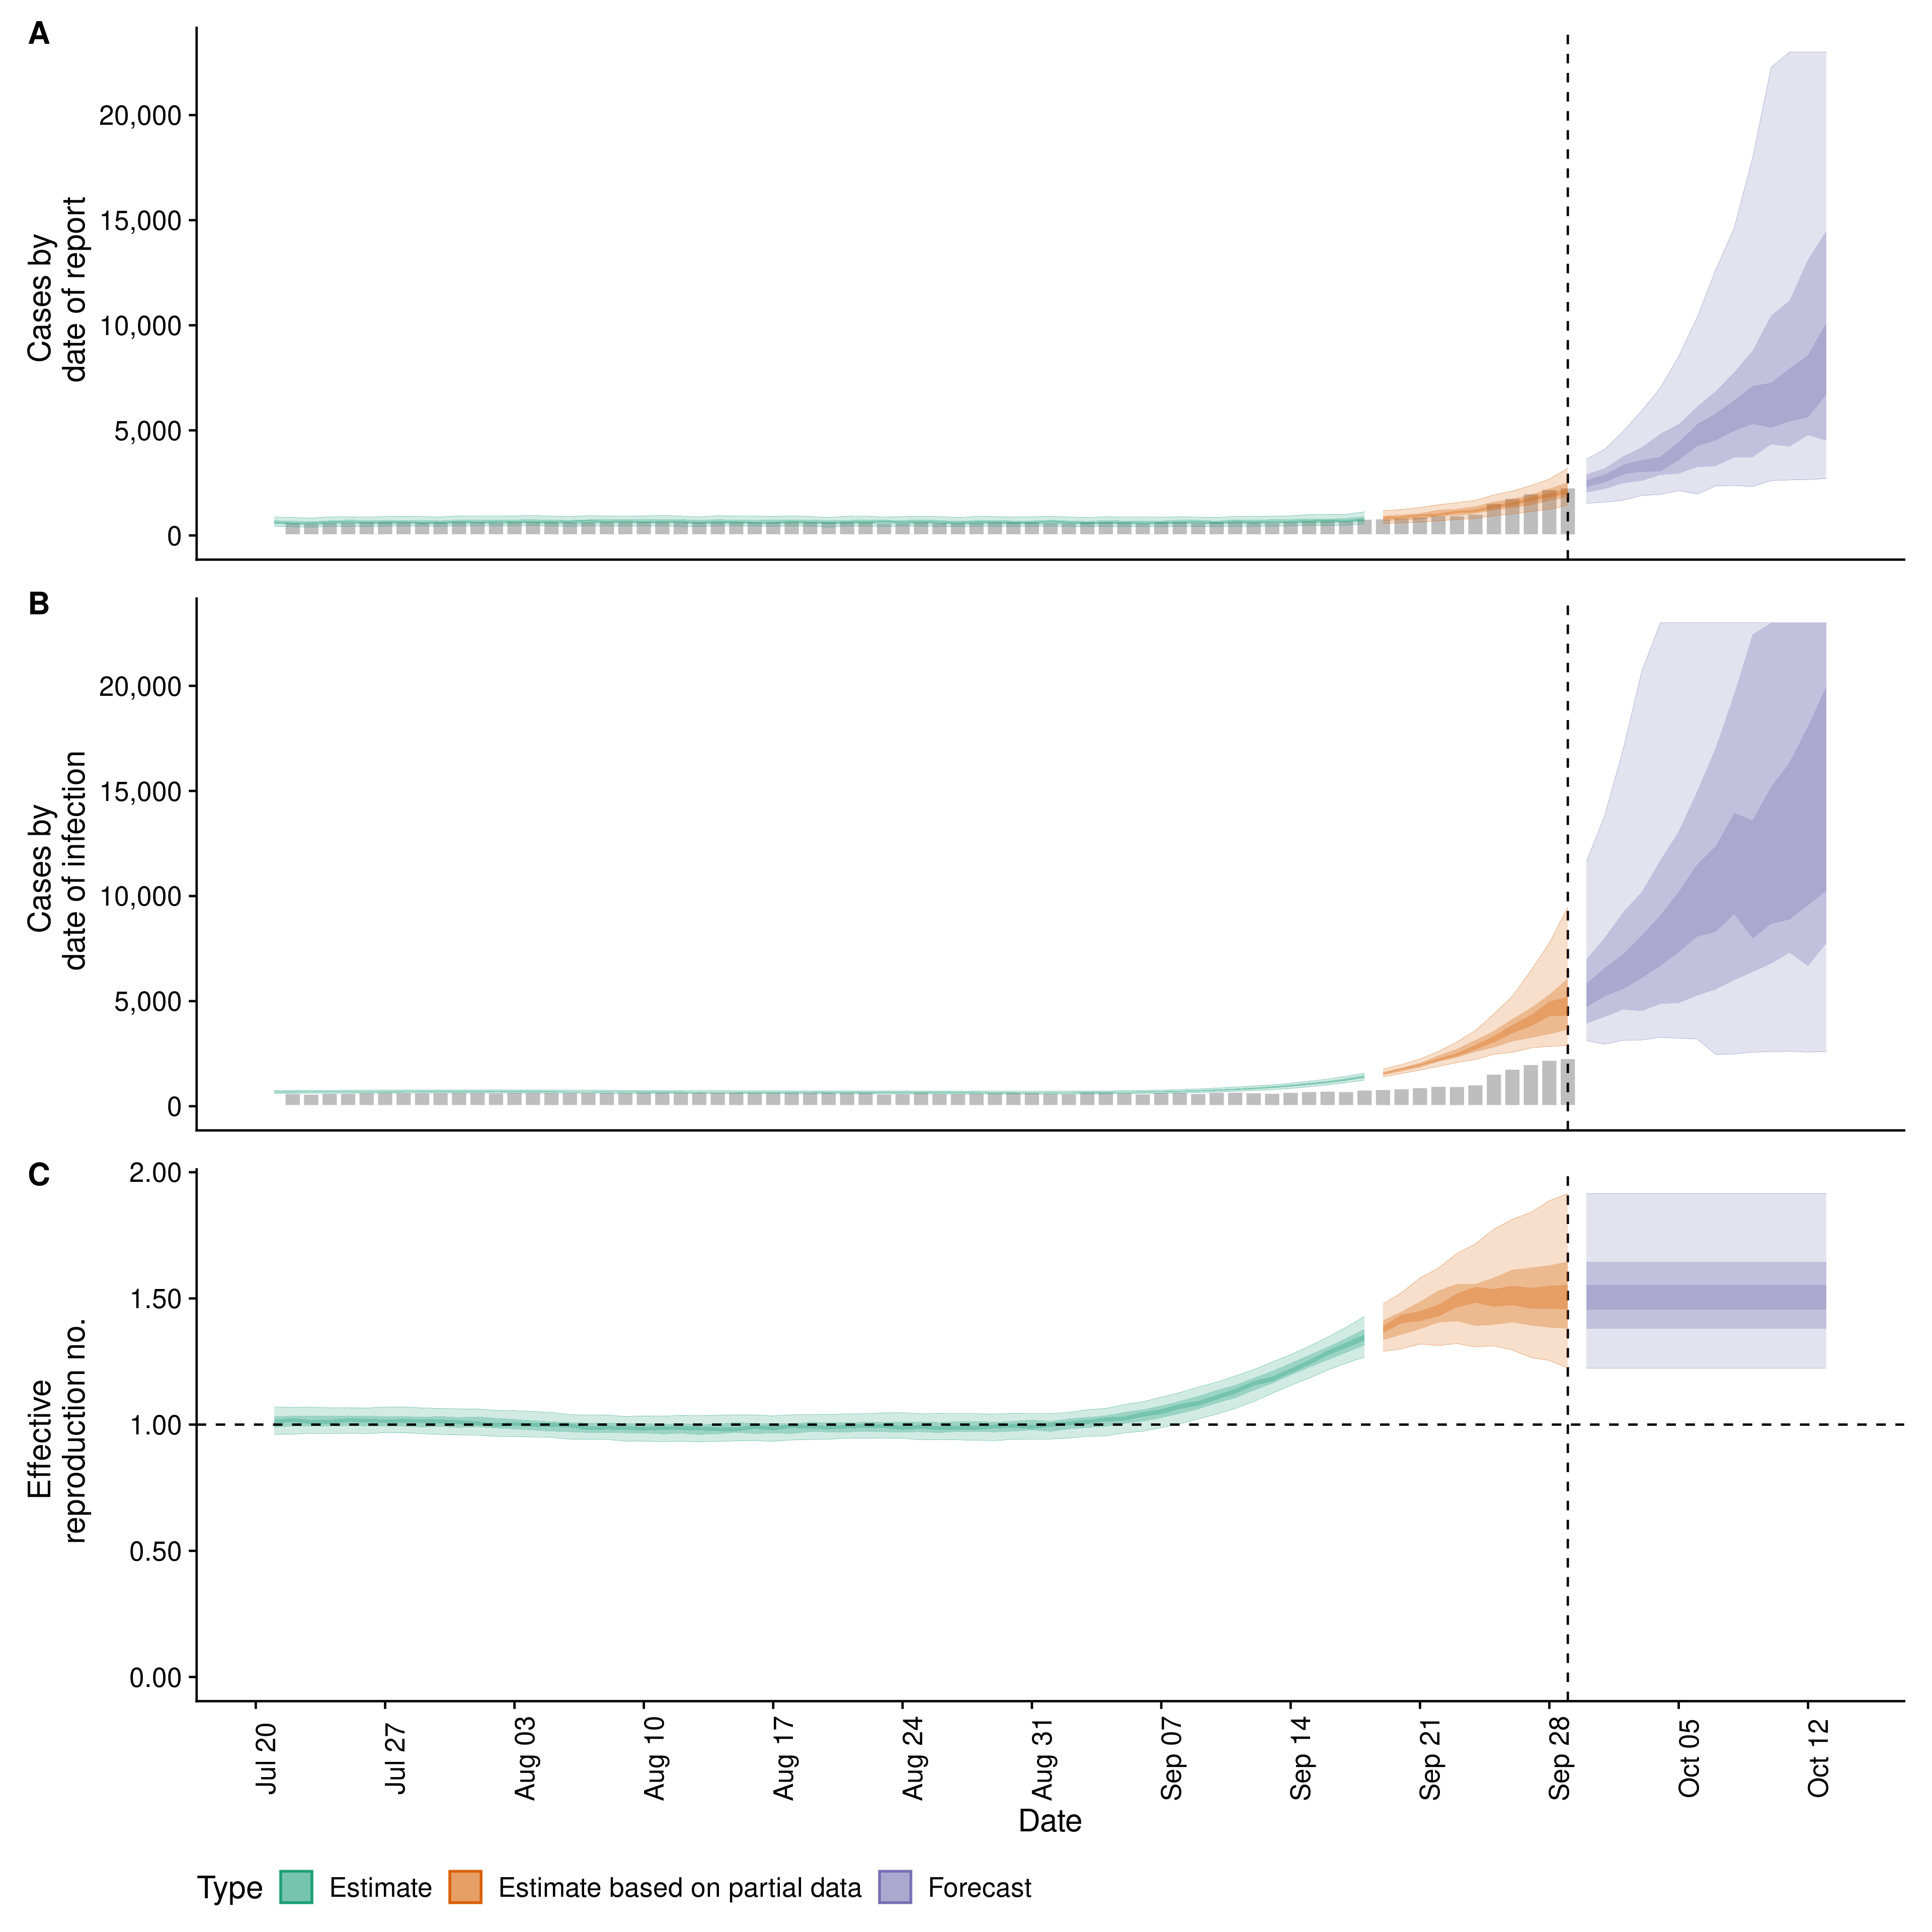 A
Cases by
date of report
20,000
15,000
10,000
5,000
0
B
Cases by
date of infection
20,000
15,000
10,000
5,000
0
C
Effective
reproduction no.
2.00
1.50
1.00
0.50
0.00
Jul 20
Jul 27
Aug 03
Aug 10
Aug 17
Aug 24
Aug 31
Sep 07
Sep 14
Sep 21
Sep 28
Oct 05
Oct 12
Date
Type Estimate Estimate based on partial data Forecast